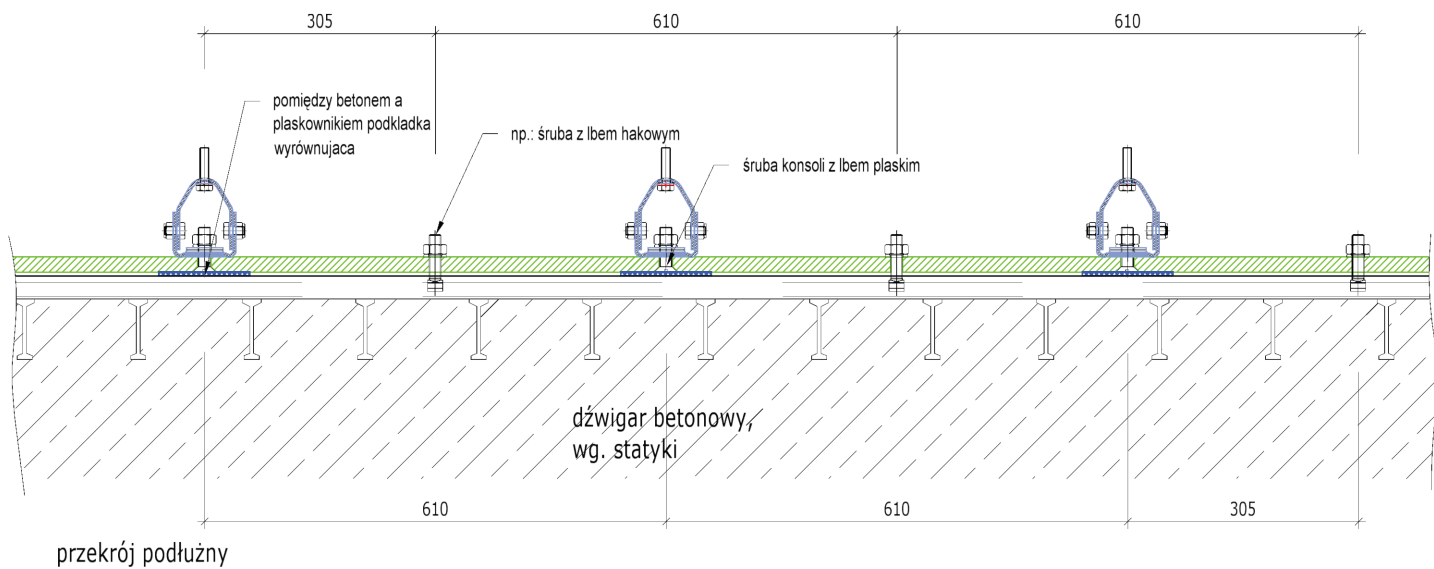 305
610
610
pomiędzy betonem a
plaskownikiem podkladka
wyrównujaca
np.: śruba z lbem hakowym
śruba konsoli z lbem plaskim
dźwigar betonowy,
wg. statyki
610
610
305
przekrój podłużny